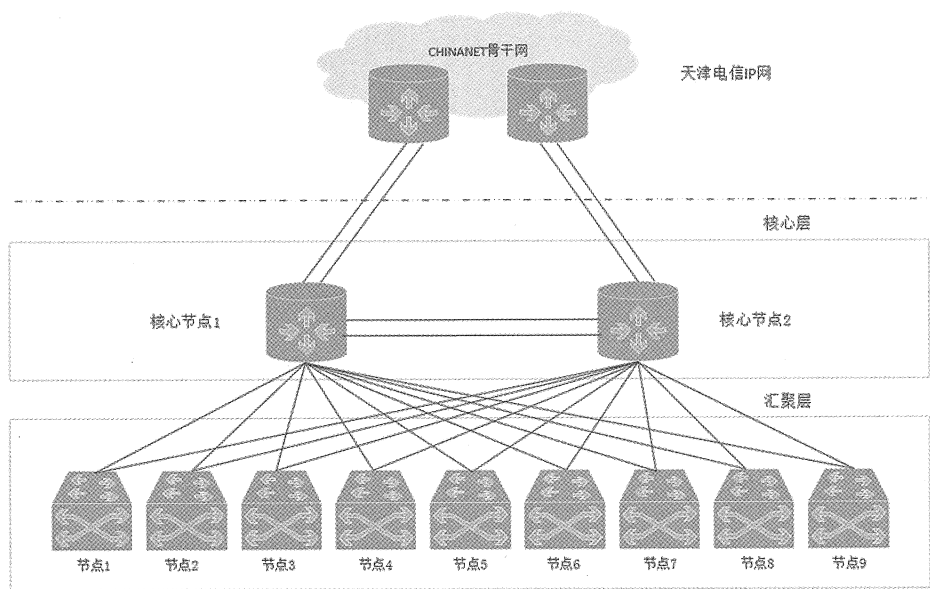 CHINANET骨干网
天津电信IP网
核心层
核心节点1
核心节点2
汇聚层
节点1
节点2
节点3
节点4
节点5
节点6
节点7
节点8
节点9